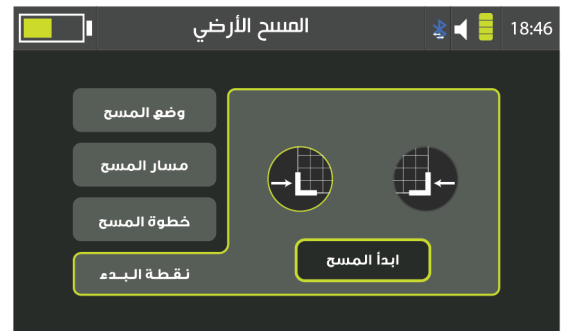 المسح الأرضي
18:46
وضع المسح
مسار المسح
خطوة المسح
نقطة البدء
ابدأ المسح